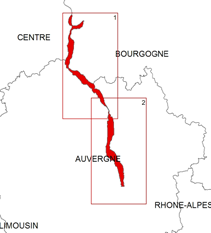 1
CENTRE
BOURGOGNE
2
AUVERGNE
RHONE-ALPES
LIMOUSIN